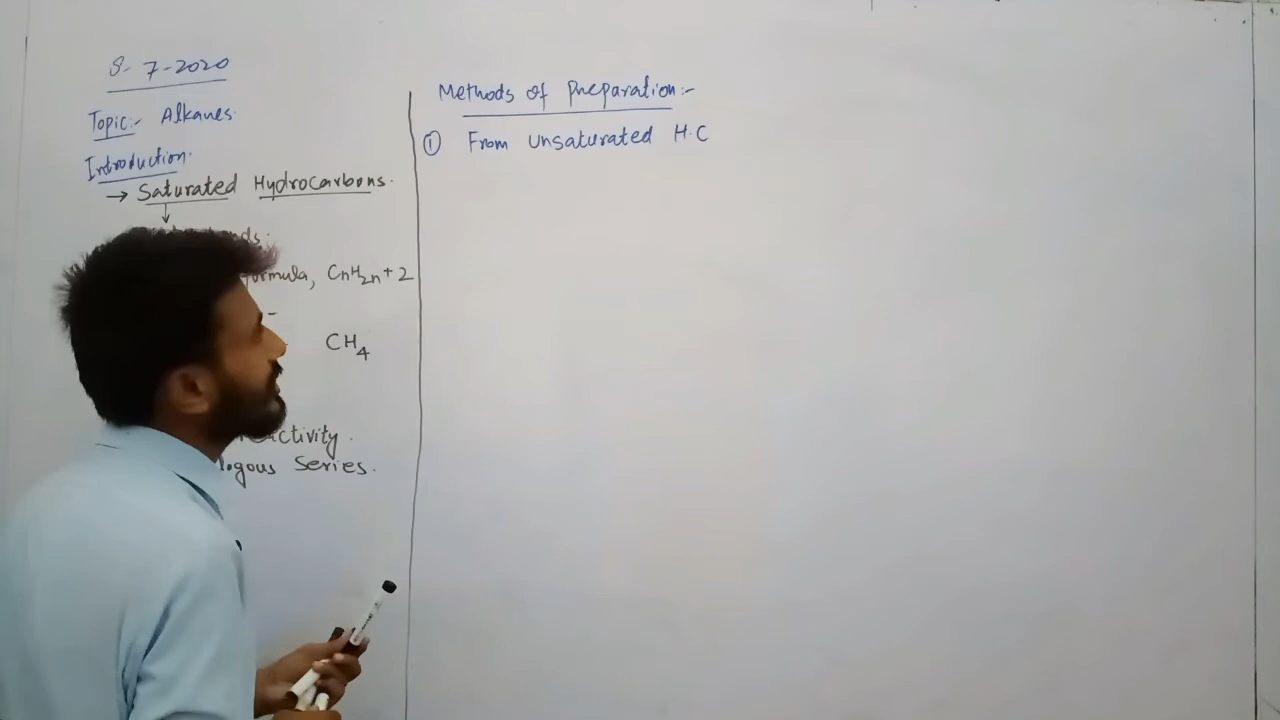 8-7-2020
Topic:- Alkanes.
Introduction.
→ Saturated Hydrocarbons.
↓
formula, CnH2n+2
-
CH4
reactivity.
logous Series.
Methods of Preparation:-
① From Unsaturated H.C